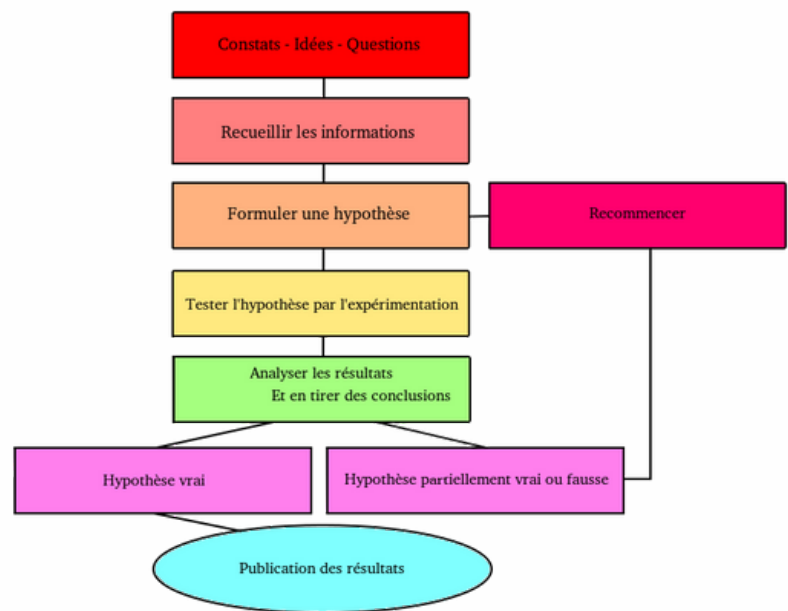 Constats - Idées - Questions
Recueillir les informations
Formuler une hypothèse
Recommencer
Tester l'hypothèse par l'expérimentation
Analyser les résultats
Et en tirer des conclusions
Hypothèse vrai
Hypothèse partiellement vrai ou fausse
Publication des résultats